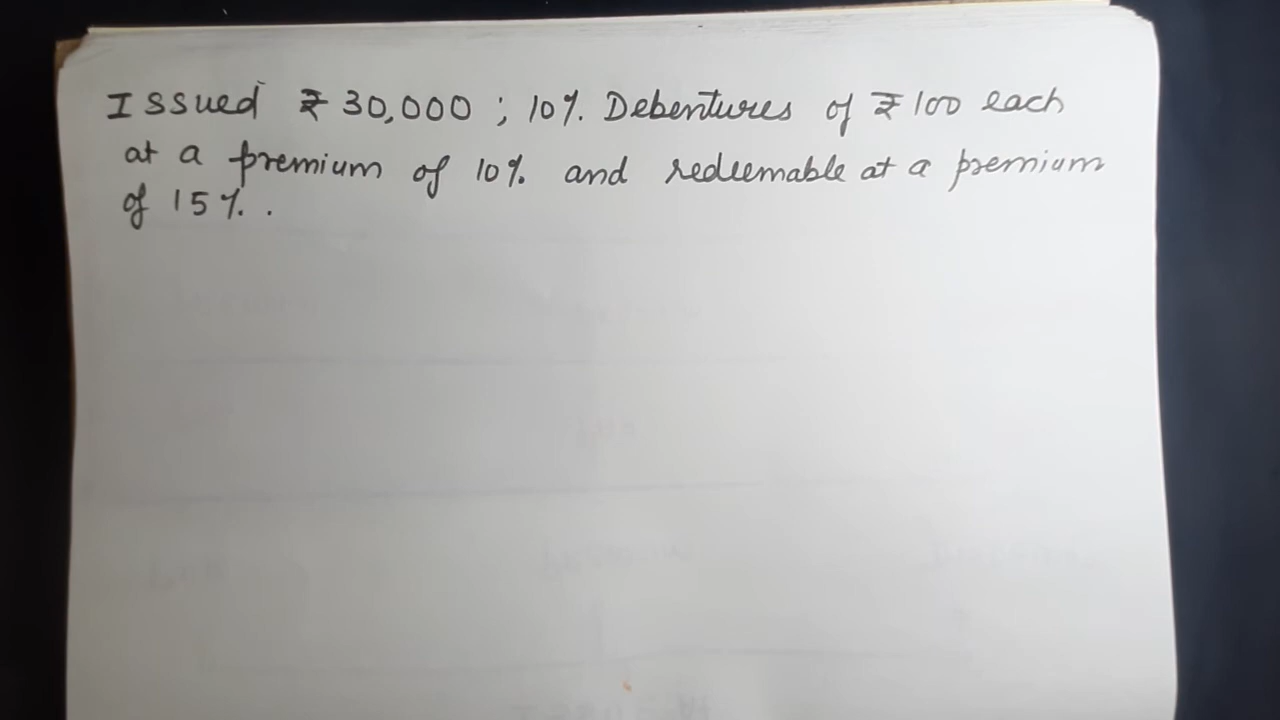 Issued ₹ 30,000 ; 10% Debentures of ₹ 100 each
at a premium of 10% and redeemable at a premium
of 15%.